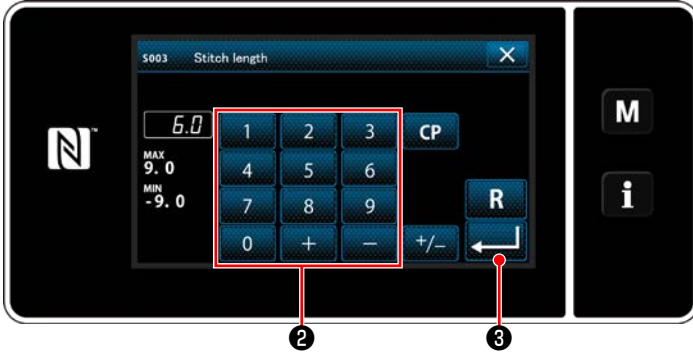 S003 Stitch length
6.0
MAX
9.0
MIN
-9.0
1 2 3 CP
4 5 6
7 8 9 R
0 + − +/−
M
i
N™
❷ ❸